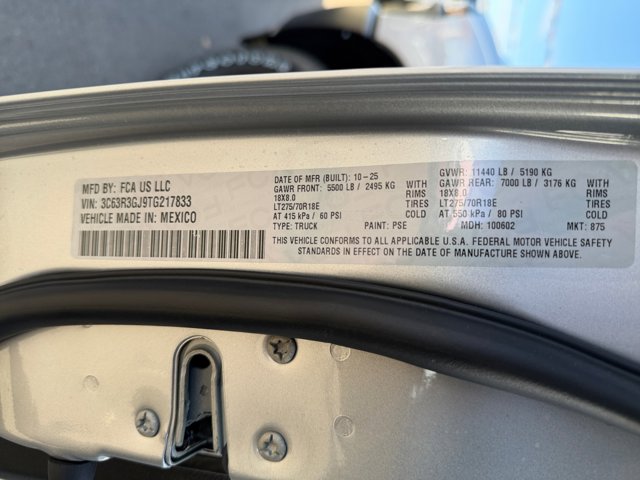 MFD BY: FCA US LLC
VIN: 3C63R3GJ9TG217833
VEHICLE MADE IN: MEXICO
DATE OF MFR (BUILT): 10-25
GAWR FRONT: 5500 LB / 2495 KG WITH
18X8.0 RIMS
LT275/70R18E TIRES
AT 415 kPa / 60 PSI COLD
TYPE: TRUCK PAINT: PSE
GVWR: 11440 LB / 5190 KG
GAWR REAR: 7000 LB / 3176 KG WITH
18X8.0 RIMS
LT275/70R18E TIRES
AT 550 kPa / 80 PSI COLD
MDH: 100602 MKT: 875
THIS VEHICLE CONFORMS TO ALL APPLICABLE U.S.A. FEDERAL MOTOR VEHICLE SAFETY
STANDARDS IN EFFECT ON THE DATE OF MANUFACTURE SHOWN ABOVE.